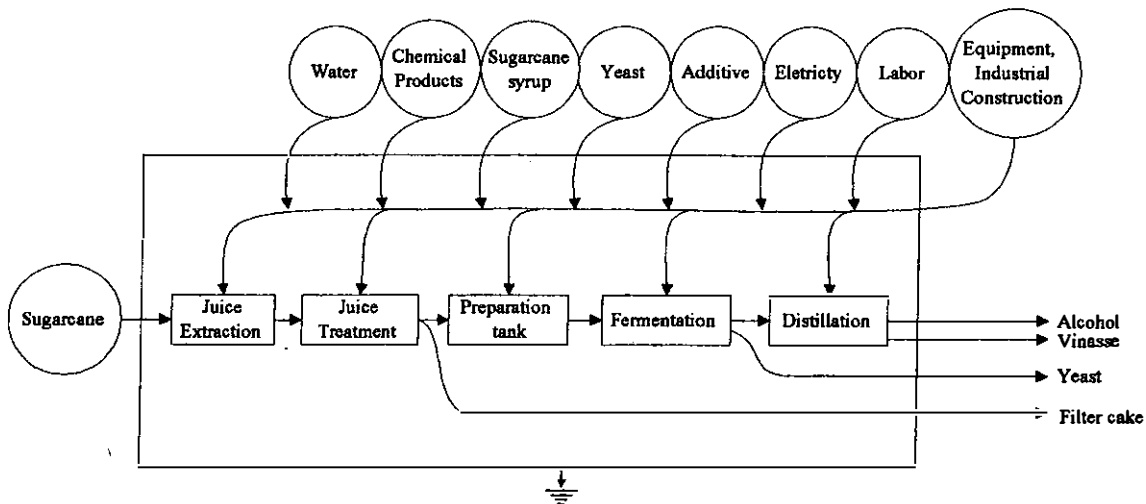 Water
Chemical
Products
Sugarcane
syrup
Yeast
Additive
Eletricty
Labor
Equipment,
Industrial
Construction
Sugarcane
Juice
Extraction
Juice
Treatment
Preparation
tank
Fermentation
Distillation
Alcohol
Vinasse
Yeast
Filter cake